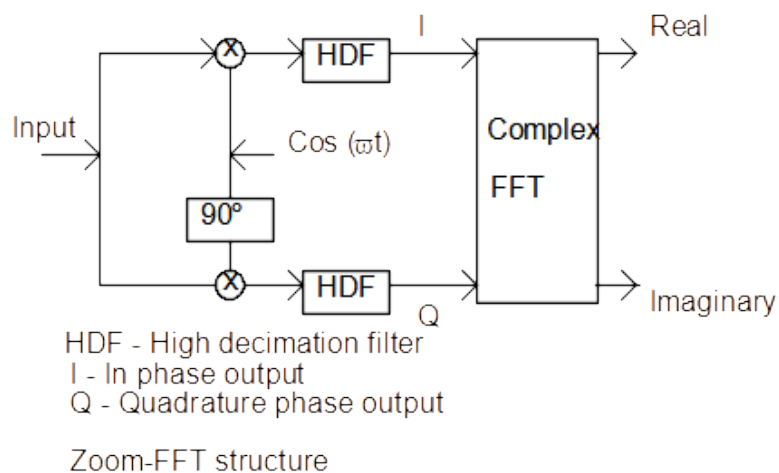 I
Real
X
HDF
Input
Cos (ϖt)
Complex
FFT
90º
X
HDF
Q
Imaginary
HDF - High decimation filter
I - In phase output
Q - Quadrature phase output
Zoom-FFT structure